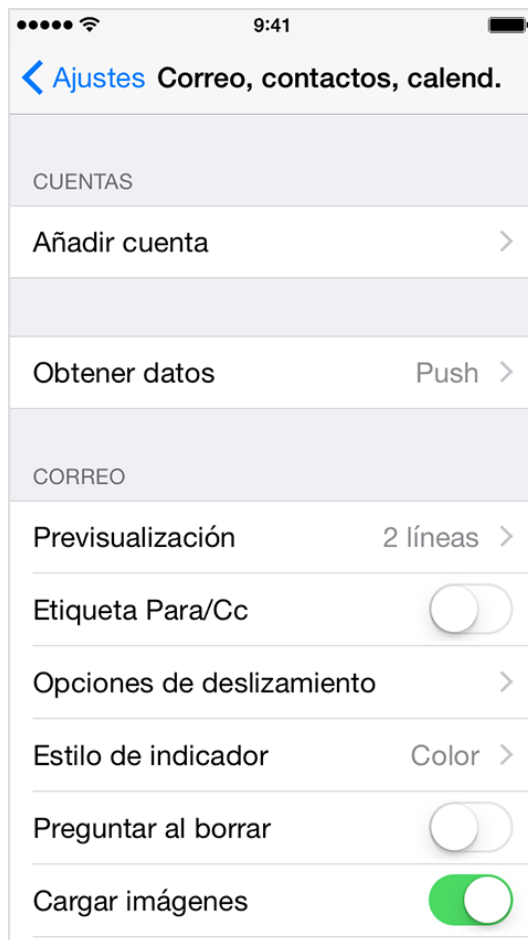 9:41
Ajustes Correo, contactos, calend.
CUENTAS
Añadir cuenta
Obtener datos Push
CORREO
Previsualización 2 líneas
Etiqueta Para/Cc
Opciones de deslizamiento
Estilo de indicador Color
Preguntar al borrar
Cargar imágenes